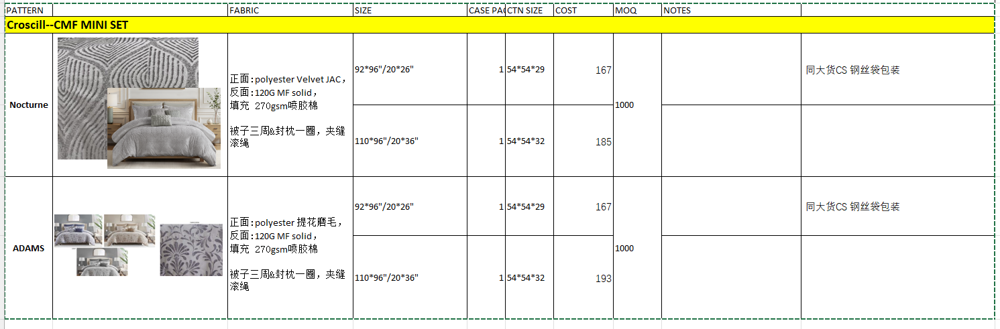 PATTERN FABRIC SIZE CASE PAC CTN SIZE COST MOQ NOTES
Croscill--CMF MINI SET
Nocturne
正面:polyester Velvet JAC，
反面:120G MF solid，
填充 270gsm喷胶棉
被子三周&封枕一圈，夹缝
滚绳
92*96"/20*26" 1 54*54*29 167
1000
同大货CS 钢丝袋包装
110*96"/20*36" 1 54*54*32 185
ADAMS
正面:polyester 提花磨毛，
反面:120G MF solid，
填充 270gsm喷胶棉
被子三周&封枕一圈，夹缝
滚绳
92*96"/20*26" 1 54*54*29 167
1000
同大货CS 钢丝袋包装
110*96"/20*36" 1 54*54*32 193